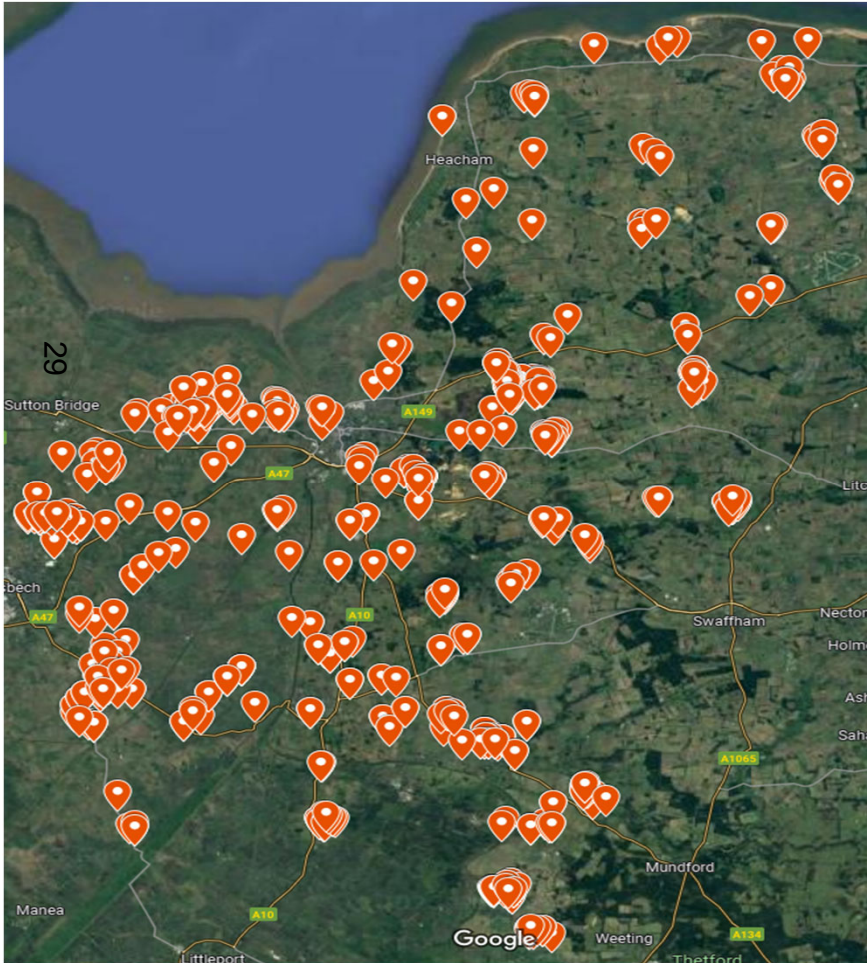 Heacham
29
Sutton Bridge
A149
A47
Litc
sbech
A47
A10
Swaffham
Necton
Holm
Ash
Saha
A1065
Mundford
Manea
A10
Google
Weeting
A134
Littleport
Thetford